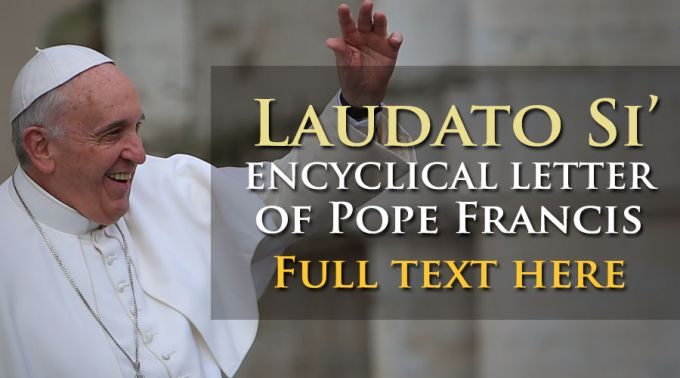 Laudato Si'
encyclical letter
of Pope Francis
Full text here